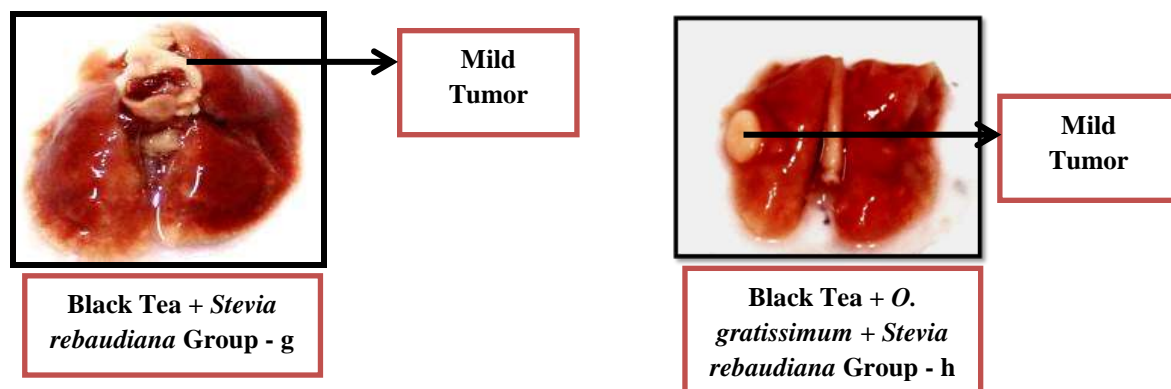 Mild
Tumor
Mild
Tumor
Black Tea + Stevia
rebaudiana Group - g
Black Tea + O.
gratissimum + Stevia
rebaudiana Group - h